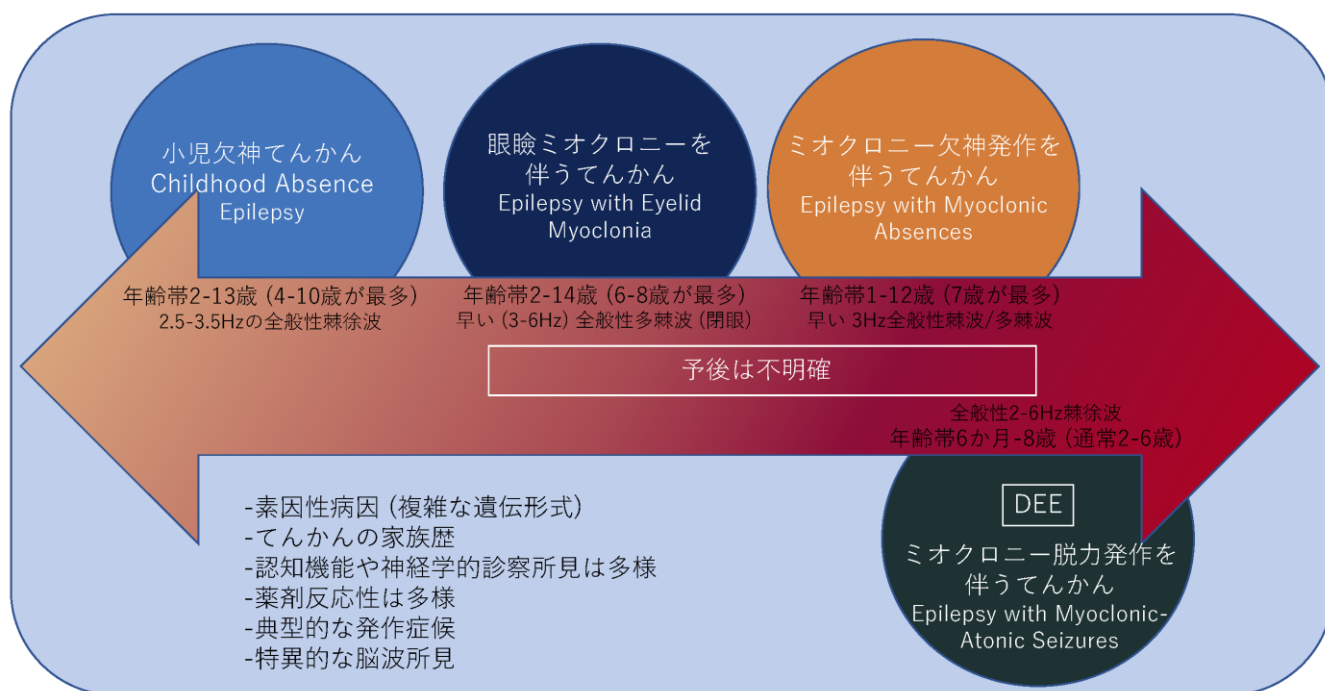 小児欠神てんかん
Childhood Absence
Epilepsy
眼瞼ミオクロニーを
伴うてんかん
Epilepsy with Eyelid
Myoclonia
ミオクロニー欠神発作を
伴うてんかん
Epilepsy with Myoclonic
Absences
年齢帯2-13歳 (4-10歳が最多)
2.5-3.5Hzの全般性棘徐波
年齢帯2-14歳 (6-8歳が最多)
早い (3-6Hz) 全般性多棘波 (閉眼)
年齢帯1-12歳 (7歳が最多)
早い 3Hz全般性棘波/多棘波
予後は不明確
全般性2-6Hz棘徐波
年齢帯6か月-8歳 (通常2-6歳)
DEE
ミオクロニー脱力発作を
伴うてんかん
Epilepsy with Myoclonic-
Atonic Seizures
-素因性病因 (複雑な遺伝形式)
-てんかんの家族歴
-認知機能や神経学的診察所見は多様
-薬剤反応性は多様
-典型的な発作症候
-特異的な脳波所見